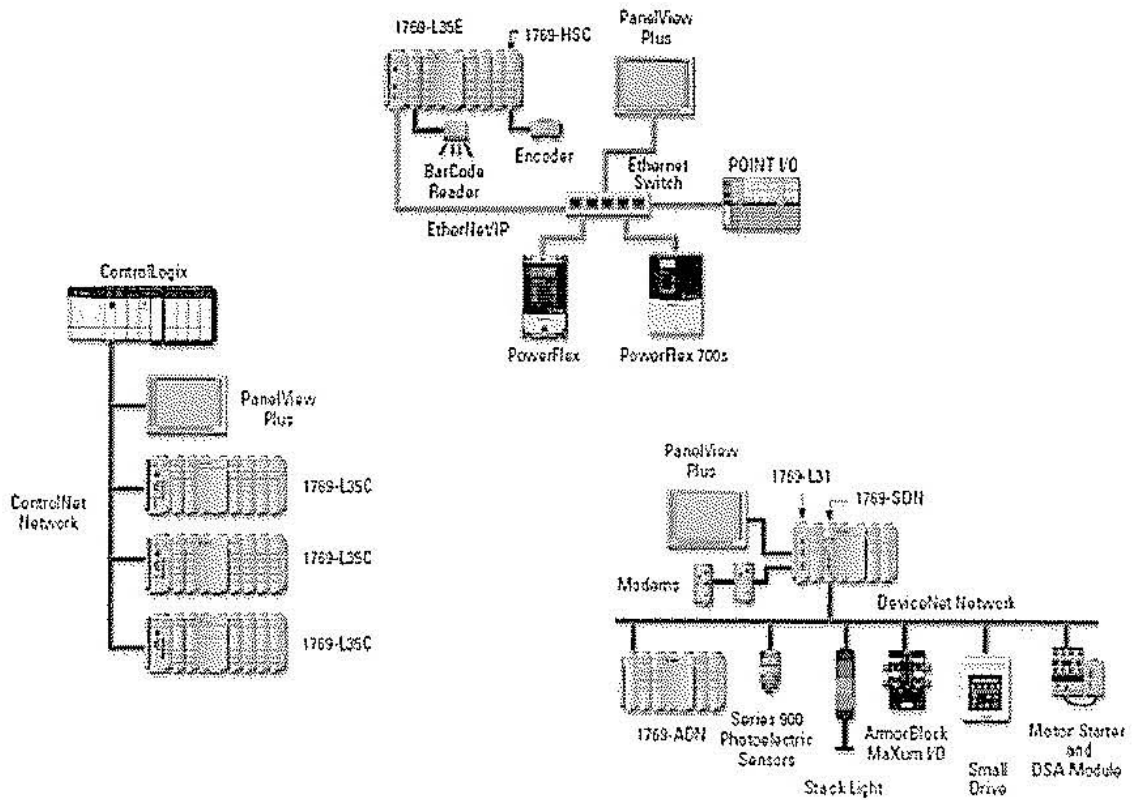 1769-L35E
1769-HSC
PanelView
Plus
BarCode
Reader
Encoder
Ethernet
Switch
POINT I/O
EtherNet/IP
PowerFlex
PowerFlex 700s
ControlLogix
PanelView
Plus
ControlNet
Network
1769-L35C
1769-L35C
1769-L35C
PanelView
Plus
1769-L31
1769-SDN
Modems
DeviceNet Network
1769-ADN
Series 900
Photoelectric
Sensors
Stack Light
ArmorBlock
MaXum I/O
Small
Drive
Motor Starter
and
DSA Module